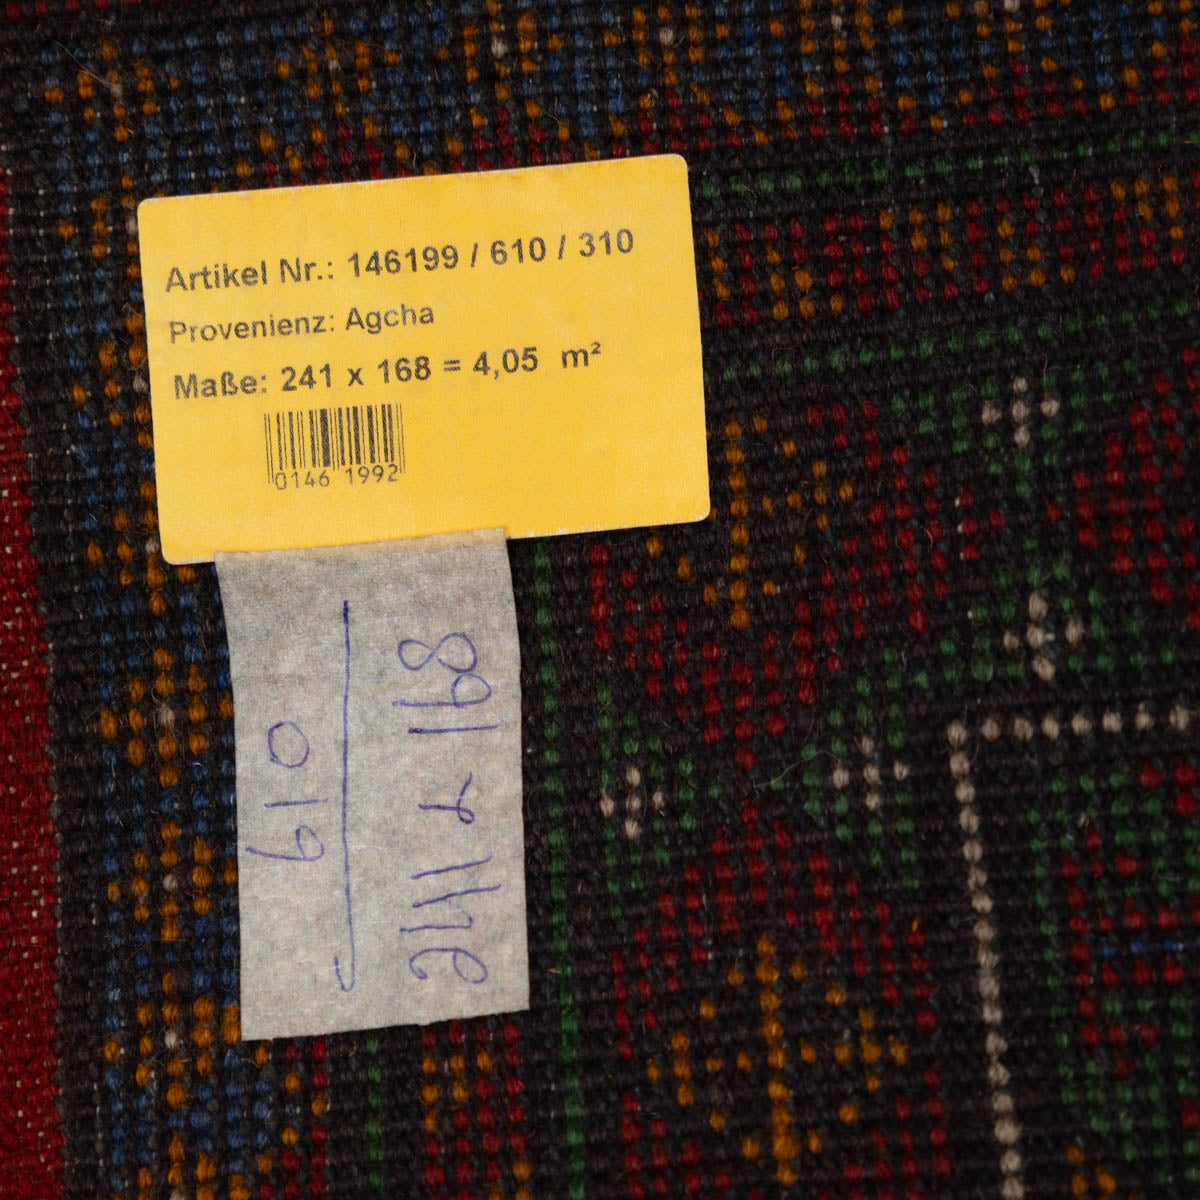 Artikel Nr.: 146199 / 610 / 310
Provenienz: Agcha
Maße: 241 x 168 = 4,05 m²
0146 1992
241 x 168
610